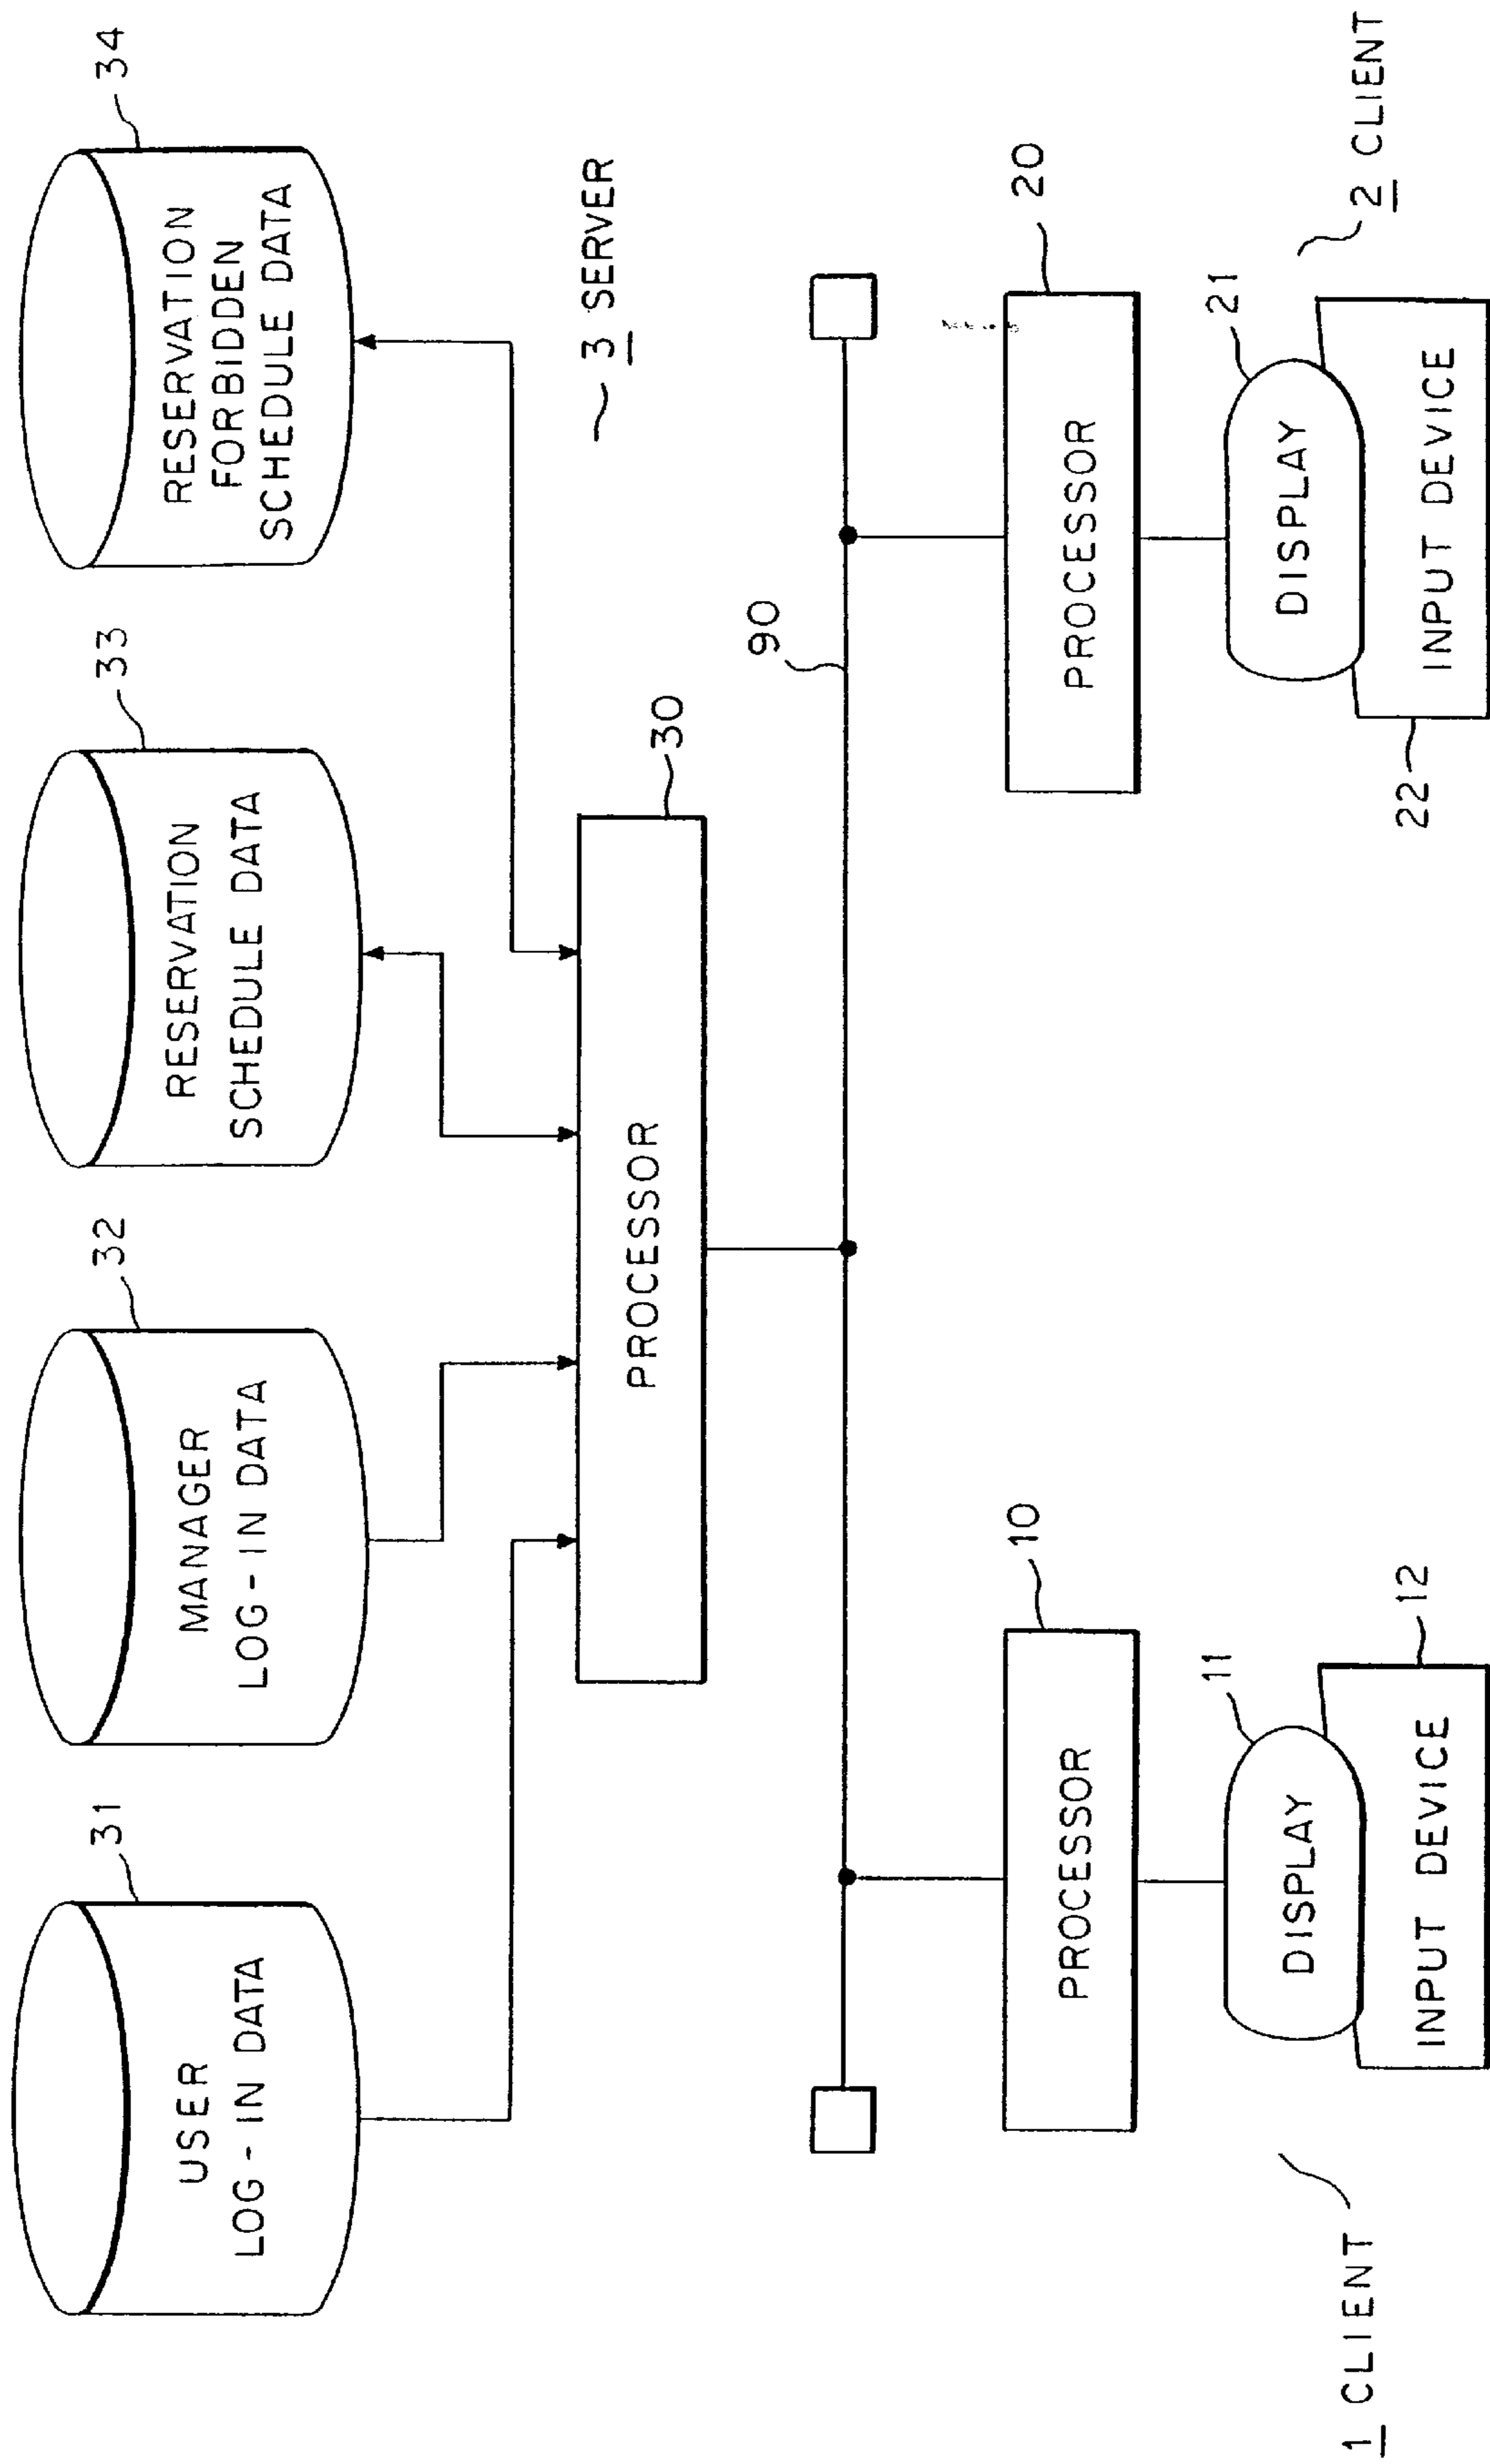 31
USER
LOG-IN DATA
32
MANAGER
LOG-IN DATA
33
RESERVATION
SCHEDULE DATA
34
RESERVATION
FORBIDDEN
SCHEDULE DATA
3 SERVER
30
PROCESSOR
90
10
PROCESSOR
11
DISPLAY
12
INPUT DEVICE
1 CLIENT
20
PROCESSOR
21
DISPLAY
22
INPUT DEVICE
2 CLIENT